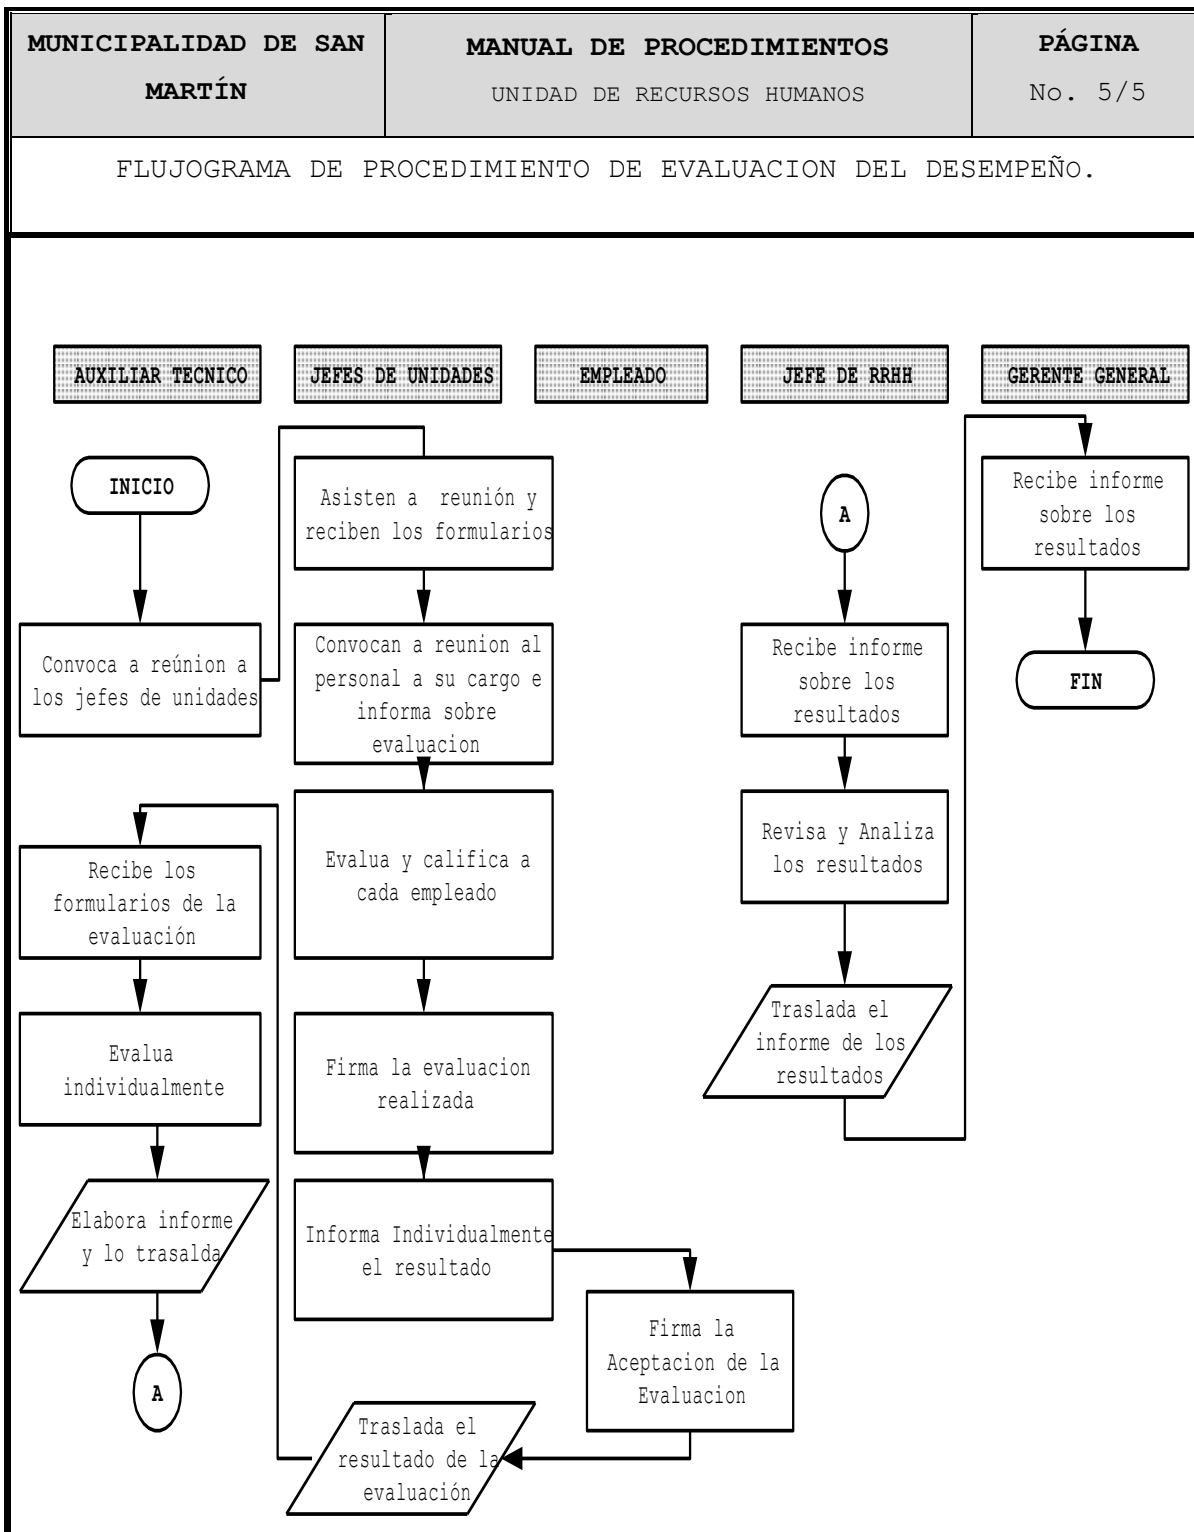 MUNICIPALIDAD DE SAN
MARTÍN
MANUAL DE PROCEDIMIENTOS
UNIDAD DE RECURSOS HUMANOS
PÁGINA
No. 5/5
FLUJOGRAMA DE PROCEDIMIENTO DE EVALUACION DEL DESEMPEÑO.
AUXILIAR TECNICO
JEFES DE UNIDADES
EMPLEADO
JEFE DE RRHH
GERENTE GENERAL
INICIO
Convoca a reúnion a
los jefes de unidades
Asisten a reunión y
reciben los formularios
Convocan a reunion al
personal a su cargo e
informa sobre
evaluacion
Evalua y califica a
cada empleado
Firma la evaluacion
realizada
Informa Individualmente
el resultado
Firma la
Aceptacion de la
Evaluacion
Traslada el
resultado de la
evaluación
Recibe los
formularios de la
evaluación
Evalua
individualmente
Elabora informe
y lo trasalda
A
A
Recibe informe
sobre los
resultados
Revisa y Analiza
los resultados
Traslada el
informe de los
resultados
Recibe informe
sobre los
resultados
FIN